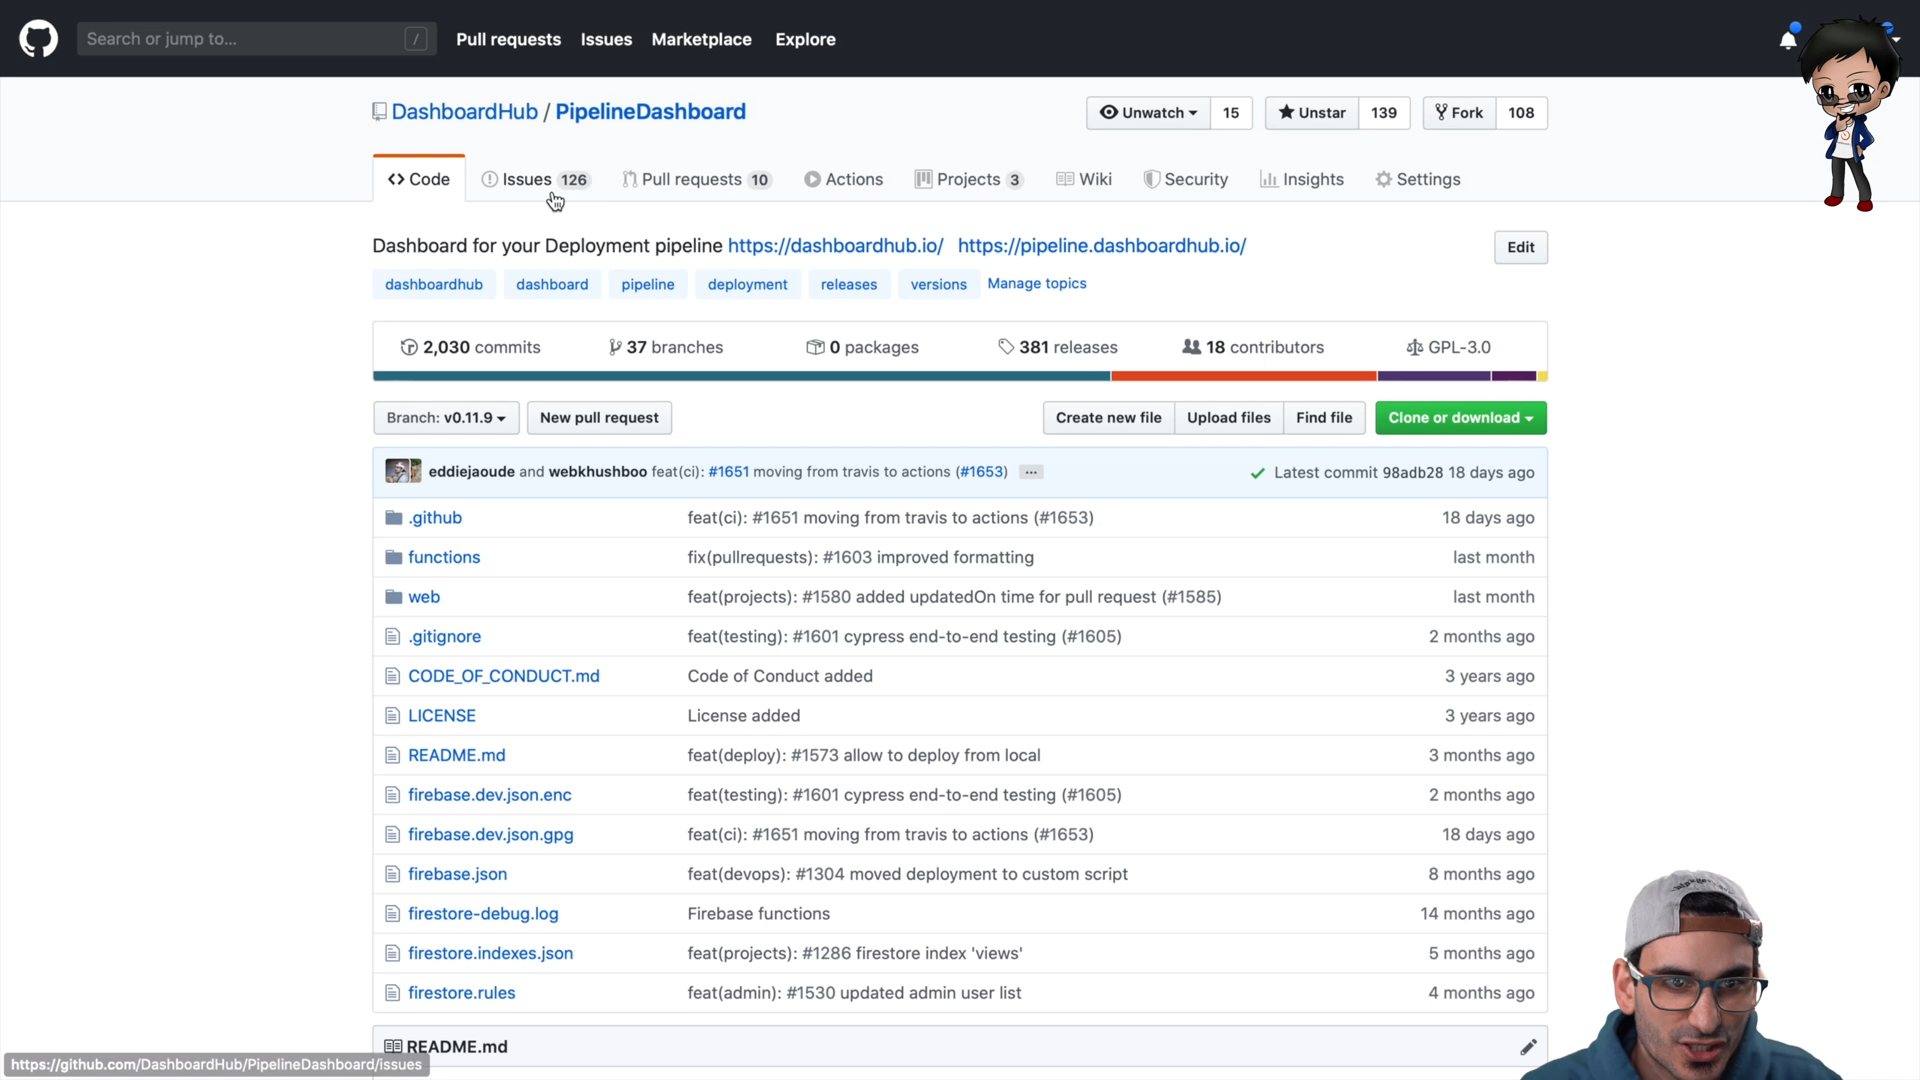 Search or jump to... /
Pull requests Issues Marketplace Explore
DashboardHub / PipelineDashboard
Unwatch 15 Unstar 139 Fork 108
Code Issues 126 Pull requests 10 Actions Projects 3 Wiki Security Insights Settings
Dashboard for your Deployment pipeline https://dashboardhub.io/ https://pipeline.dashboardhub.io/ Edit
dashboardhub dashboard pipeline deployment releases versions Manage topics
2,030 commits 37 branches 0 packages 381 releases 18 contributors GPL-3.0
Branch: v0.11.9 New pull request Create new file Upload files Find file Clone or download
eddiejaoude and webkhushboo feat(ci): #1651 moving from travis to actions (#1653) ... Latest commit 98adb28 18 days ago
.github feat(ci): #1651 moving from travis to actions (#1653) 18 days ago
functions fix(pullrequests): #1603 improved formatting last month
web feat(projects): #1580 added updatedOn time for pull request (#1585) last month
.gitignore feat(testing): #1601 cypress end-to-end testing (#1605) 2 months ago
CODE_OF_CONDUCT.md Code of Conduct added 3 years ago
LICENSE License added 3 years ago
README.md feat(deploy): #1573 allow to deploy from local 3 months ago
firebase.dev.json.enc feat(testing): #1601 cypress end-to-end testing (#1605) 2 months ago
firebase.dev.json.gpg feat(ci): #1651 moving from travis to actions (#1653) 18 days ago
firebase.json feat(devops): #1304 moved deployment to custom script 8 months ago
firestore-debug.log Firebase functions 14 months ago
firestore.indexes.json feat(projects): #1286 firestore index 'views' 5 months ago
firestore.rules feat(admin): #1530 updated admin user list 4 months ago
README.md
https://github.com/DashboardHub/PipelineDashboard/issues